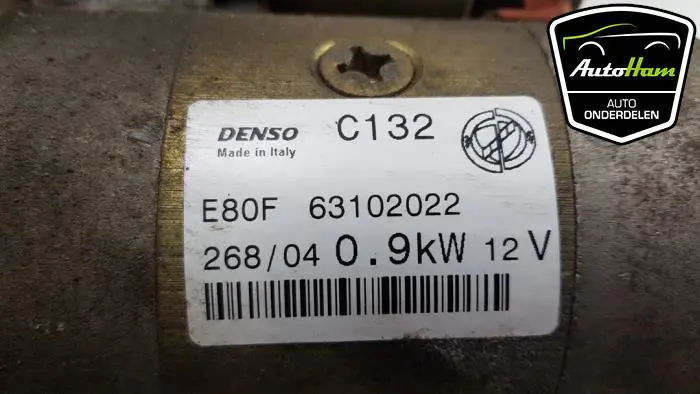 AutoHam
AUTO
ONDERDELEN
DENSO C132
Made in Italy
E80F 63102022
268/04 0.9kW 12 V